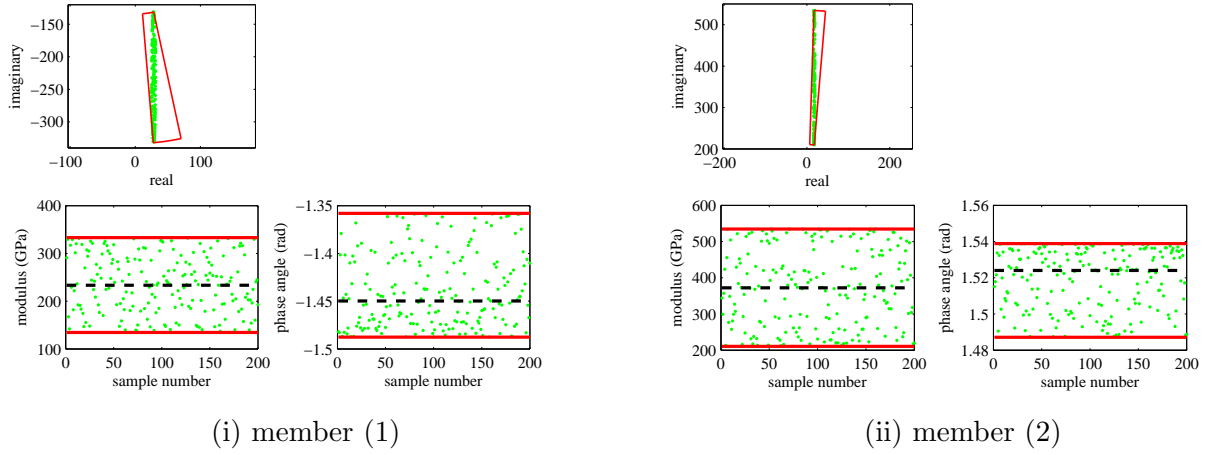 −150
−200
−250
−300
imaginary
−100 0 100
real
400
300
200
100
modulus (GPa)
0 50 100 150 200
sample number
−1.35
−1.4
−1.45
−1.5
phase angle (rad)
0 50 100 150 200
sample number
(i) member (1)
500
400
300
200
imaginary
−200 0 200
real
600
500
400
300
200
modulus (GPa)
0 50 100 150 200
sample number
1.56
1.54
1.52
1.5
1.48
phase angle (rad)
0 50 100 150 200
sample number
(ii) member (2)